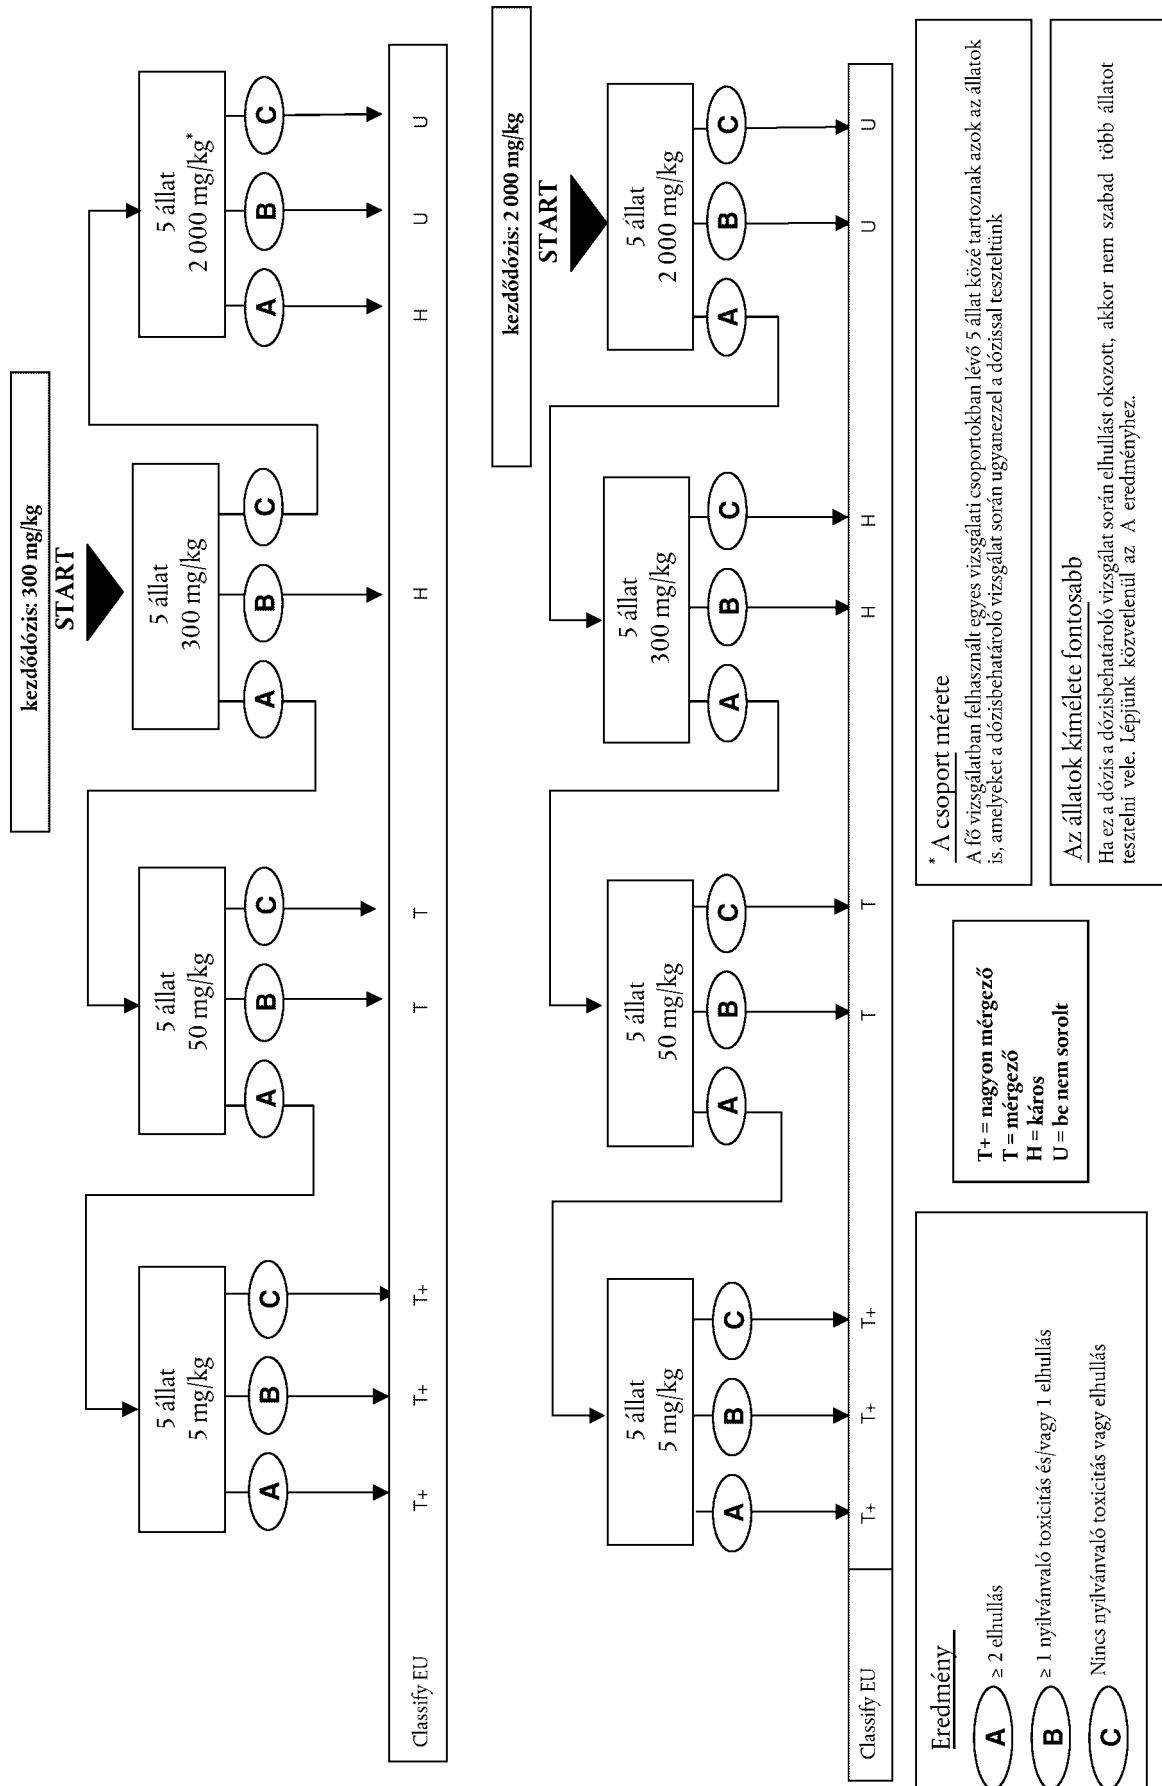 kezdődózis: 300 mg/kg
START
5 állat
5 mg/kg
5 állat
50 mg/kg
5 állat
300 mg/kg
5 állat
2 000 mg/kg*
A
B
C
A
B
C
A
B
C
A
B
C
Classify EU
T+
T+
T+
T
T
H
H
U
U
kezdődózis: 2 000 mg/kg
START
5 állat
5 mg/kg
5 állat
50 mg/kg
5 állat
300 mg/kg
5 állat
2 000 mg/kg
A
B
C
A
B
C
A
B
C
A
B
C
Classify EU
T+
T+
T+
T
T
H
H
U
U
Eredmény
A ≥ 2 elhullás
B ≥ 1 nyilvánvaló toxicitás és/vagy 1 elhullás
C Nincs nyilvánvaló toxicitás vagy elhullás
T+ = nagyon mérgező
T = mérgező
H = káros
U = be nem sorolt
* A csoport mérete
A fő vizsgálatban felhasznált egyes vizsgálati csoportokban lévő 5 állat közé tartoznak azok az állatok
is, amelyeket a dózisbehatároló vizsgálat során ugyanezzel a dózissal teszteltünk
Az állatok kímélete fontosabb
Ha ez a dózis a dózisbehatároló vizsgálat során elhullást okozott, akkor nem szabad több állatot
tesztelni vele. Lépjünk közvetlenül az A eredményhez.